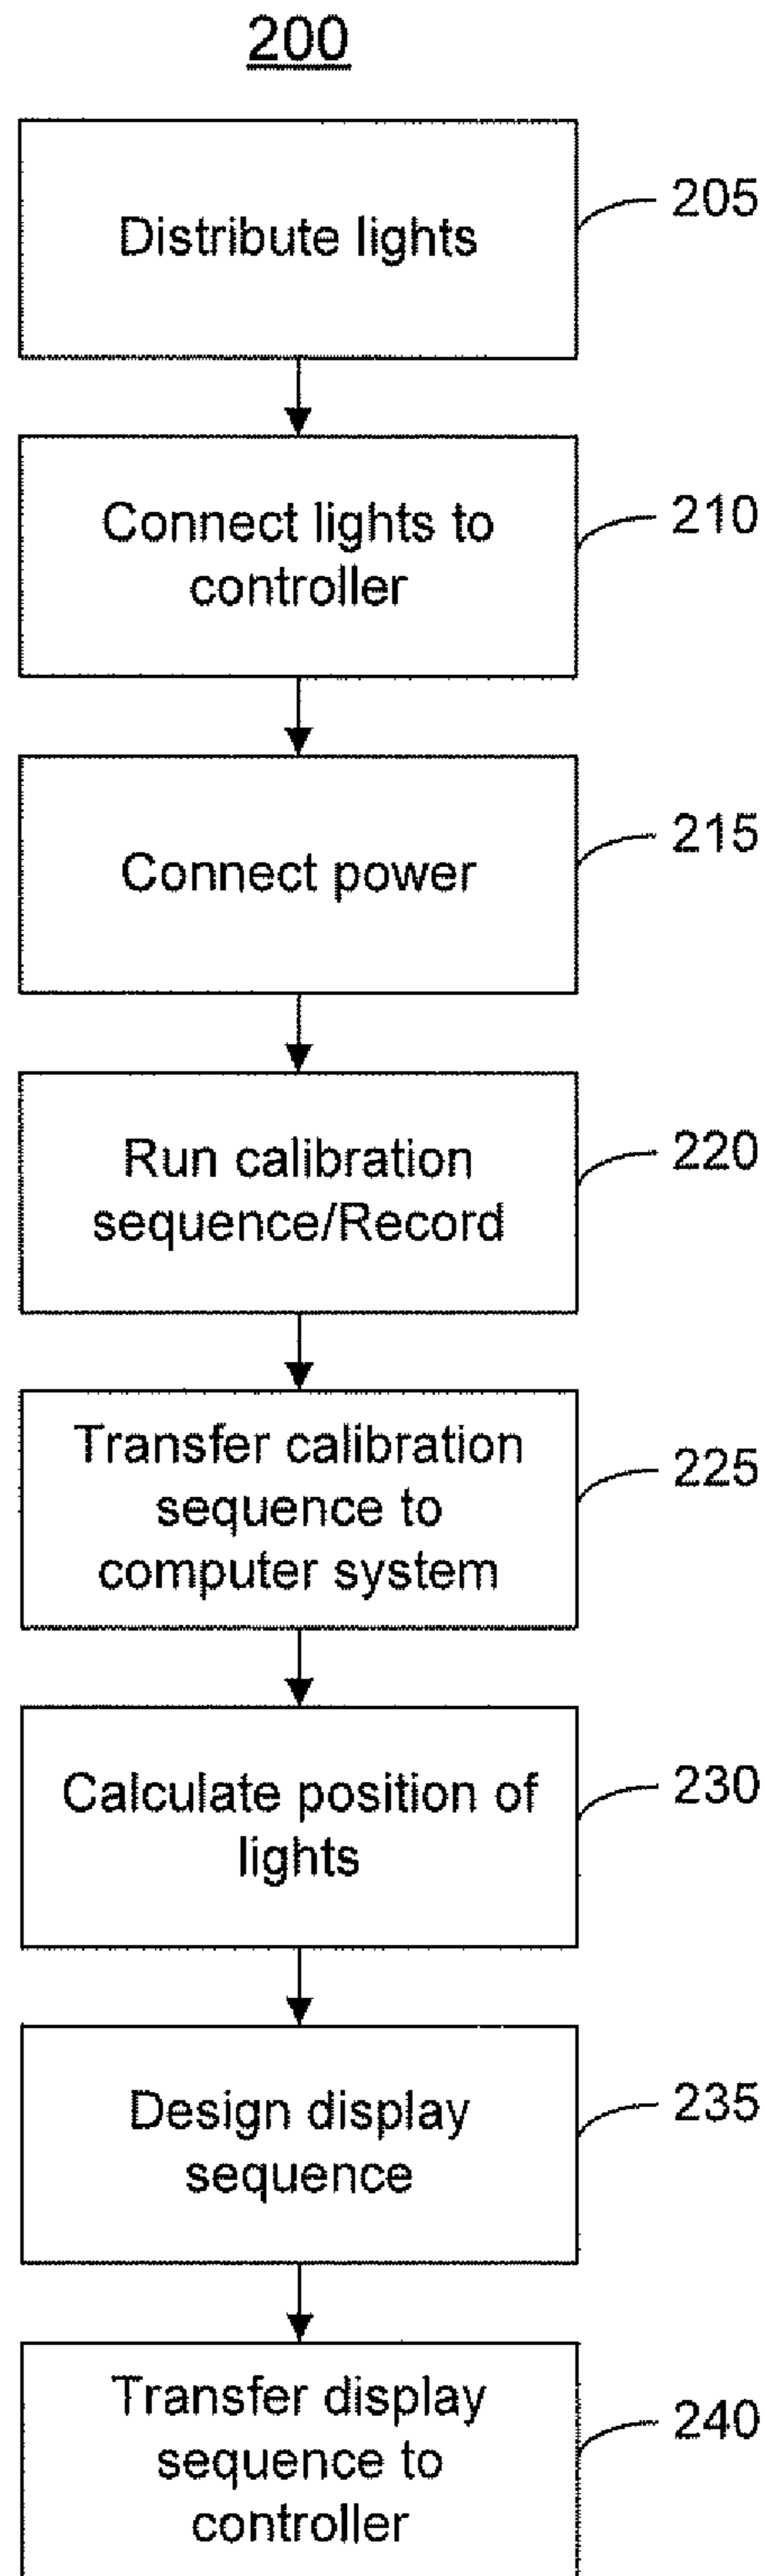 200
Distribute lights
205
Connect lights to
controller
210
Connect power
215
Run calibration
sequence/Record
220
Transfer calibration
sequence to
computer system
225
Calculate position of
lights
230
Design display
sequence
235
Transfer display
sequence to
controller
240